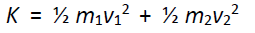 K = ½ m₁v₁² + ½ m₂v₂²